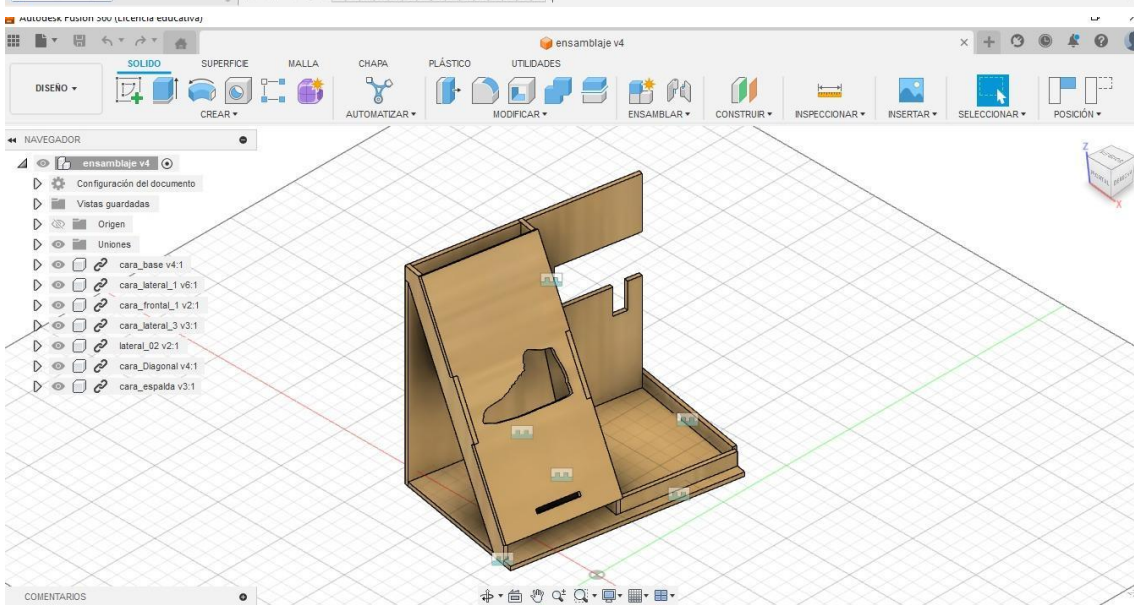 Autodesk Fusion 360 (Licencia educativa)
ensamblaje v4
SOLIDO SUPERFICIE MALLA CHAPA PLÁSTICO UTILIDADES
DISEÑO
CREAR AUTOMATIZAR MODIFICAR ENSAMBLAR CONSTRUIR INSPECCIONAR INSERTAR SELECCIONAR POSICIÓN
NAVEGADOR
ensamblaje v4
Configuración del documento
Vistas guardadas
Origen
Uniones
cara_base v4:1
cara_lateral_1 v6:1
cara_frontal_1 v2:1
cara_lateral_3 v3:1
lateral_02 v2:1
cara_Diagonal v4:1
cara_espalda v3:1
Z
X
COMENTARIOS